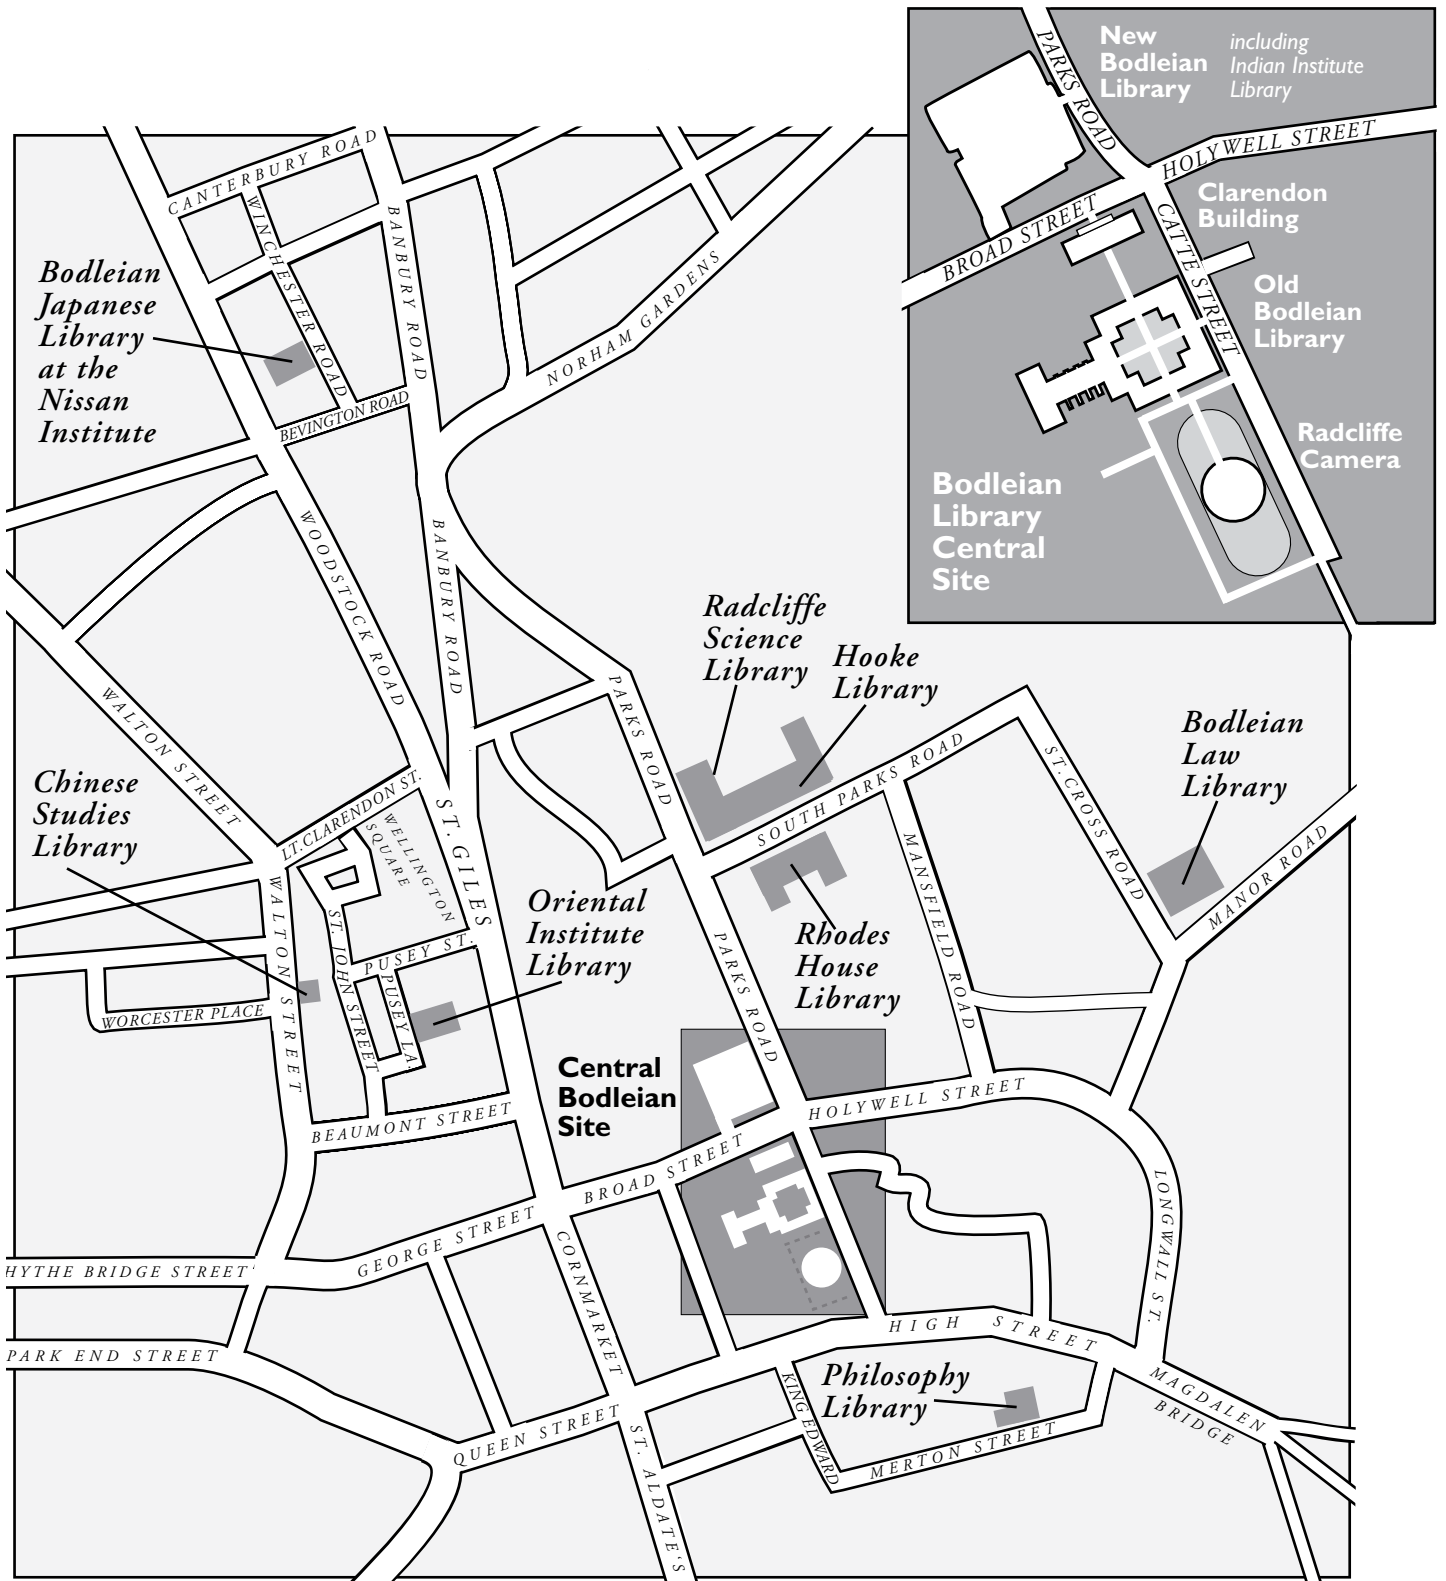 New
Bodleian
Library
including
Indian Institute
Library
PARKS ROAD
HOLYWELL STREET
BROAD STREET
CATTE STREET
Clarendon
Building
Old
Bodleian
Library
Radcliffe
Camera
Bodleian
Library
Central
Site
CANTERBURY ROAD
WINCHESTER ROAD
BANBURY ROAD
NORHAM GARDENS
Bodleian
Japanese
Library
at the
Nissan
Institute
BEVINGTON ROAD
WOODSTOCK ROAD
BANBURY ROAD
Radcliffe
Science
Library
Hooke
Library
PARKS ROAD
SOUTH PARKS ROAD
ST.CROSS ROAD
Bodleian
Law
Library
MANOR ROAD
WALTON STREET
Chinese
Studies
Library
LT.CLARENDON ST.
WELLINGTON
SQUARE
ST. GILES
MANSFIELD ROAD
Oriental
Institute
Library
Rhodes
House
Library
WALTON STREET
ST. JOHN STREET
PUSEY ST.
PUSEY LA.
WORCESTER PLACE
PARKS ROAD
Central
Bodleian
Site
BEAUMONT STREET
HOLYWELL STREET
BROAD STREET
LONGWALL ST.
GEORGE STREET
HYTHE BRIDGE STREET
CORNMARKET
PARK END STREET
HIGH STREET
Philosophy
Library
KING EDWARD
MAGDALEN
BRIDGE
QUEEN STREET
MERTON STREET
ST. ALDATE'S